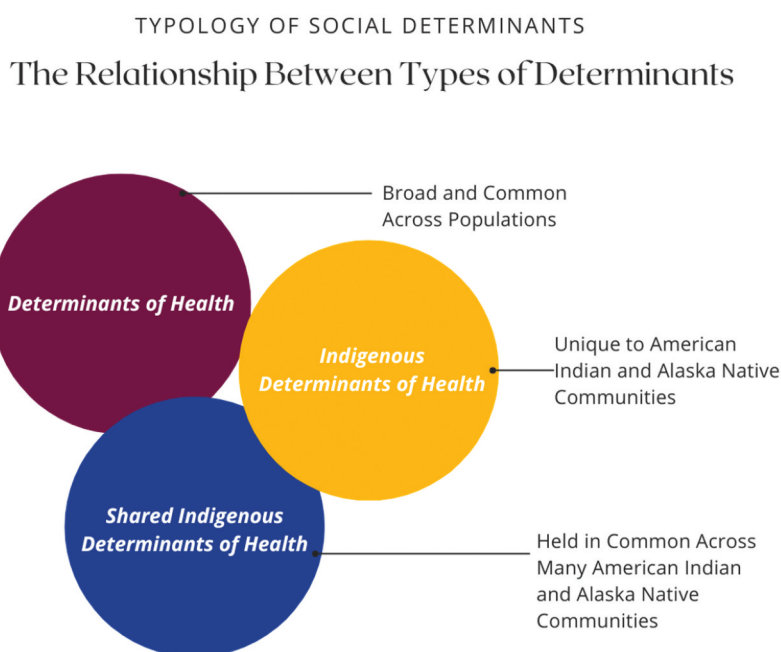 TYPOLOGY OF SOCIAL DETERMINANTS
The Relationship Between Types of Determinants
Broad and Common
Across Populations
Determinants of Health
Indigenous
Determinants of Health
Unique to American
Indian and Alaska Native
Communities
Shared Indigenous
Determinants of Health
Held in Common Across
Many American Indian
and Alaska Native
Communities